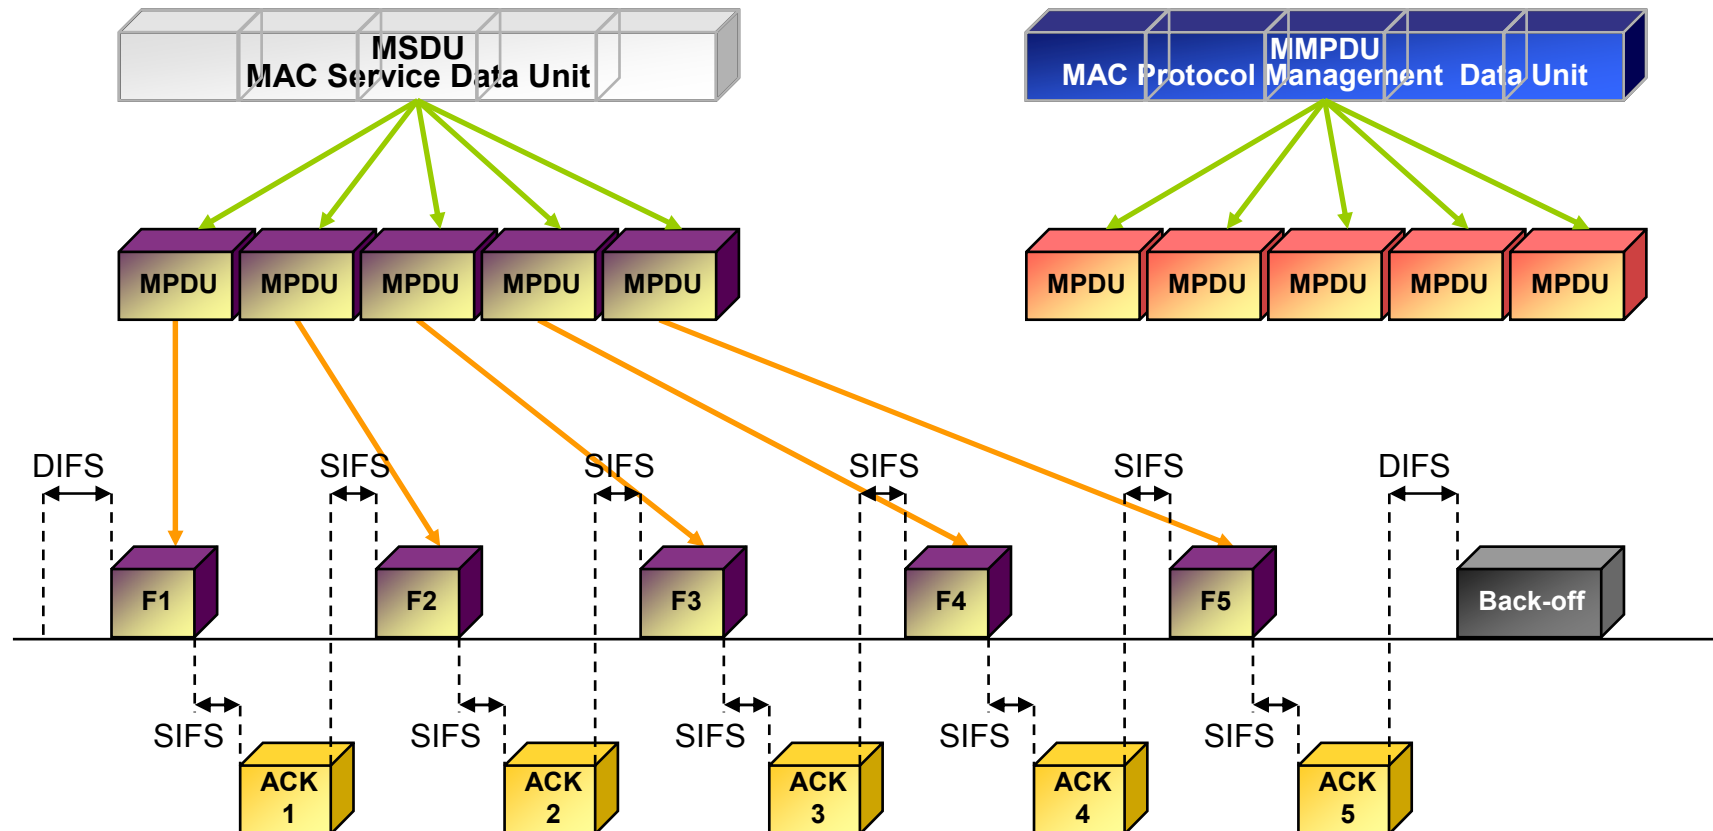 MSDU
MAC Service Data Unit
MMPDU
MAC Protocol Management Data Unit
MPDU MPDU MPDU MPDU MPDU
MPDU MPDU MPDU MPDU MPDU
DIFS SIFS SIFS SIFS SIFS DIFS
F1 F2 F3 F4 F5 Back-off
SIFS SIFS SIFS SIFS SIFS
ACK
1
ACK
2
ACK
3
ACK
4
ACK
5